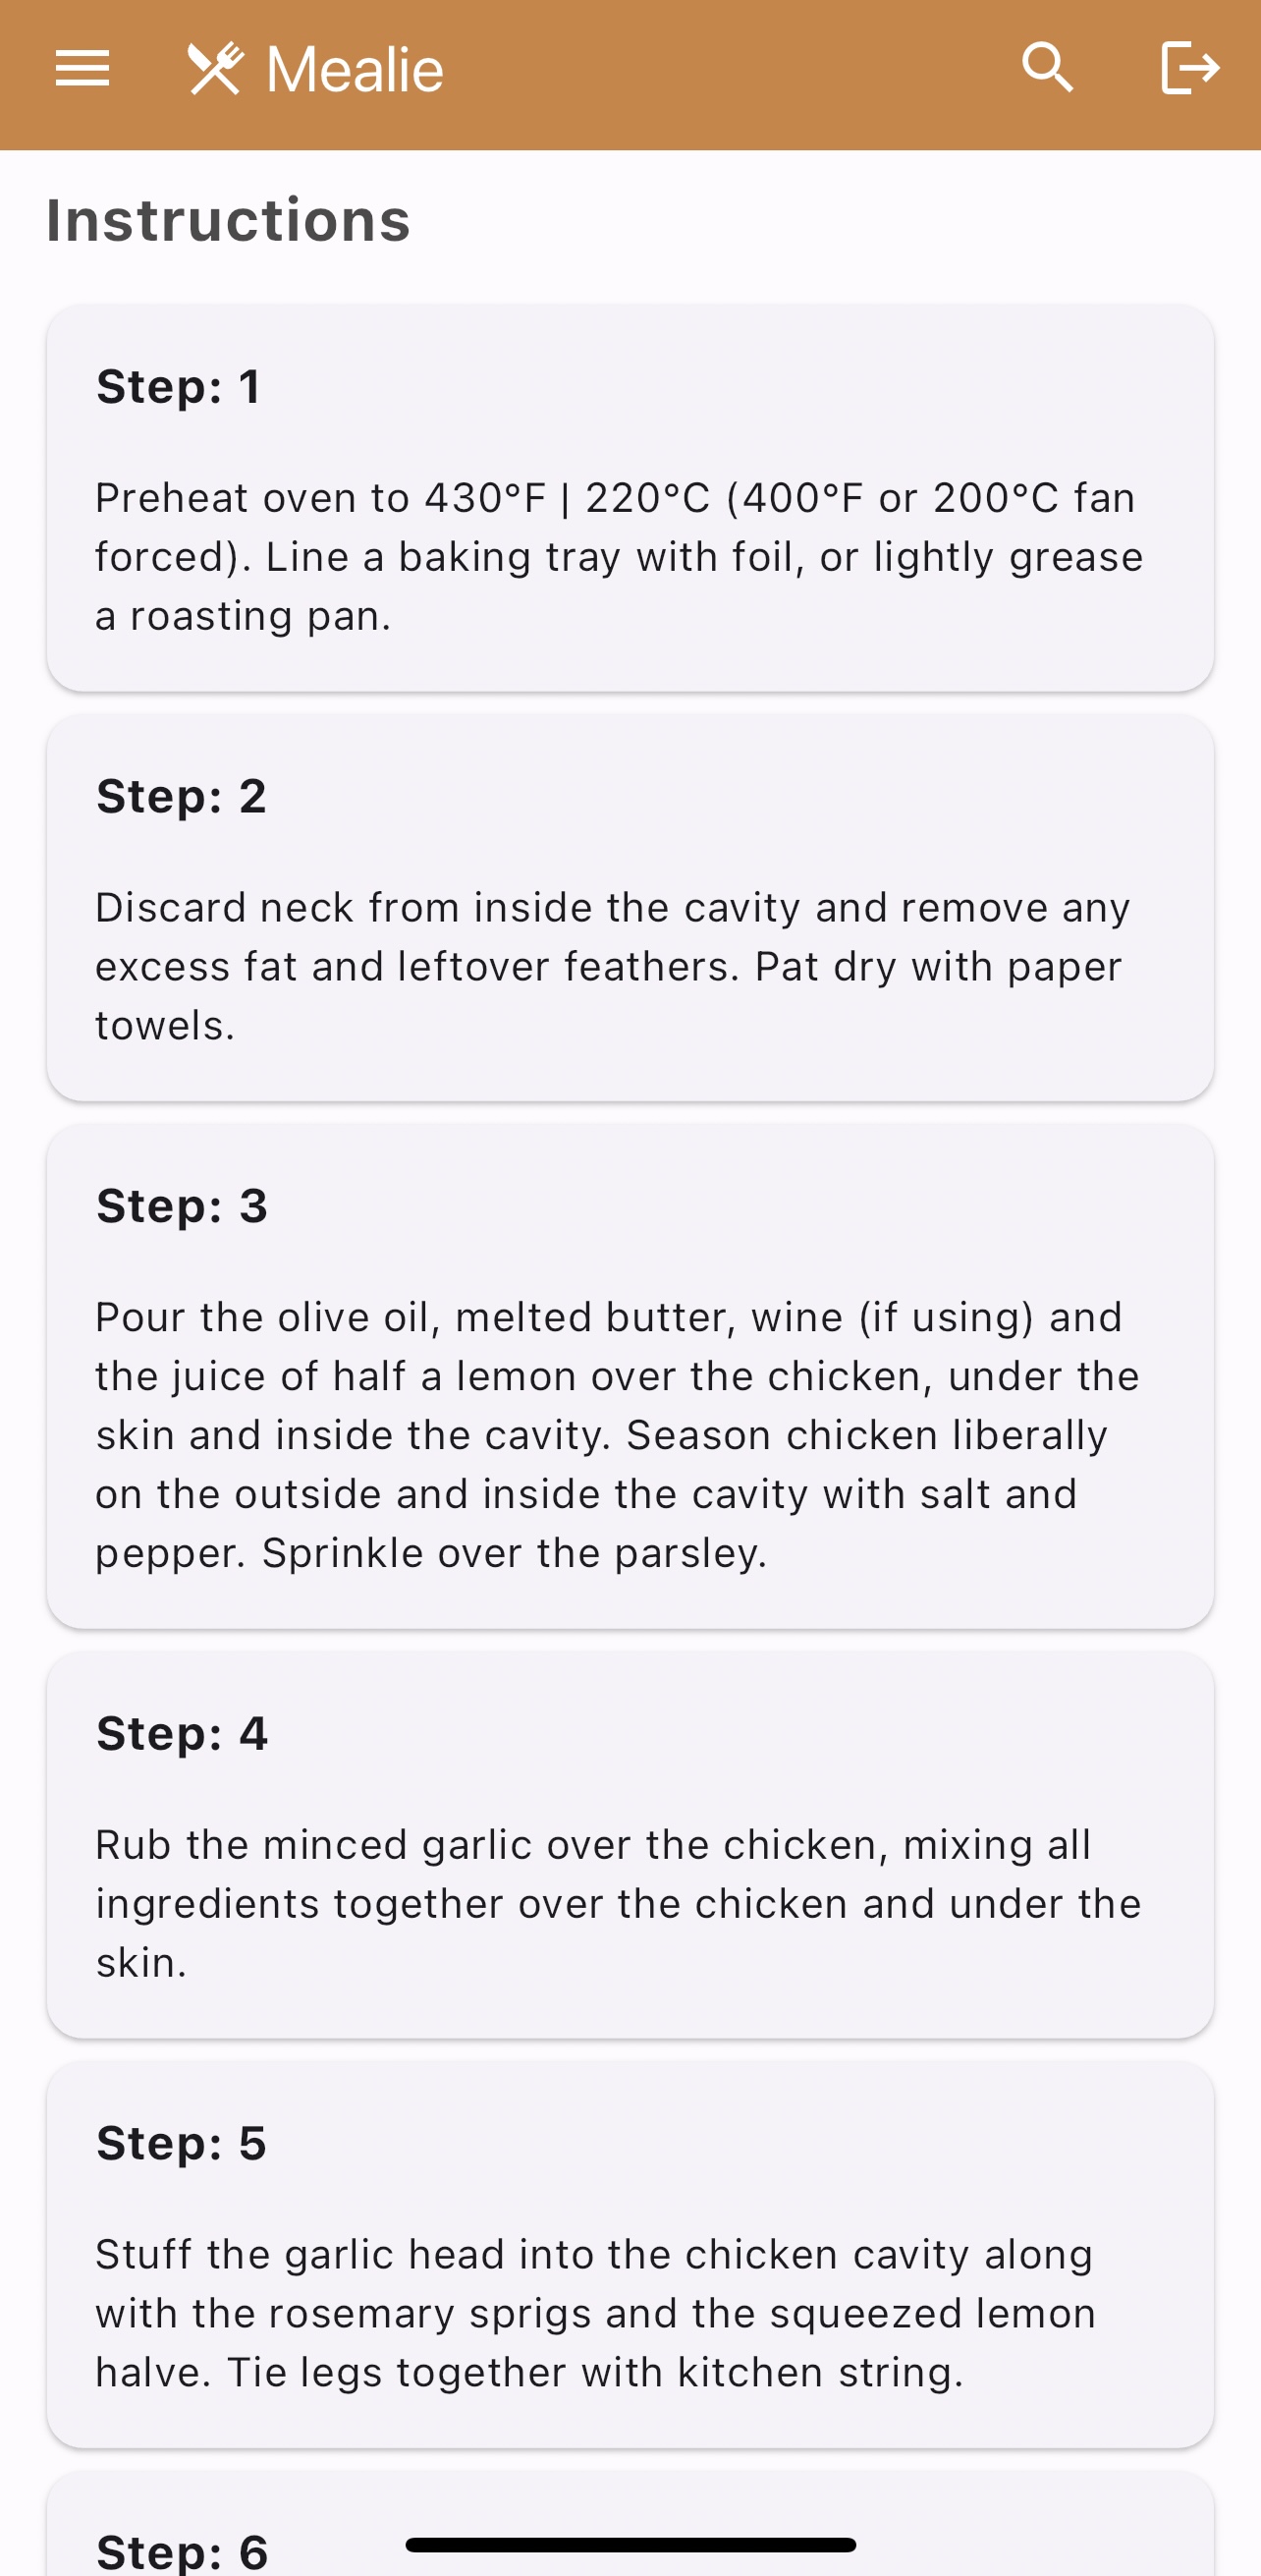 Mealie
Instructions
Step: 1
Preheat oven to 430°F | 220°C (400°F or 200°C fan
forced). Line a baking tray with foil, or lightly grease
a roasting pan.
Step: 2
Discard neck from inside the cavity and remove any
excess fat and leftover feathers. Pat dry with paper
towels.
Step: 3
Pour the olive oil, melted butter, wine (if using) and
the juice of half a lemon over the chicken, under the
skin and inside the cavity. Season chicken liberally
on the outside and inside the cavity with salt and
pepper. Sprinkle over the parsley.
Step: 4
Rub the minced garlic over the chicken, mixing all
ingredients together over the chicken and under the
skin.
Step: 5
Stuff the garlic head into the chicken cavity along
with the rosemary sprigs and the squeezed lemon
halve. Tie legs together with kitchen string.
Step: 6